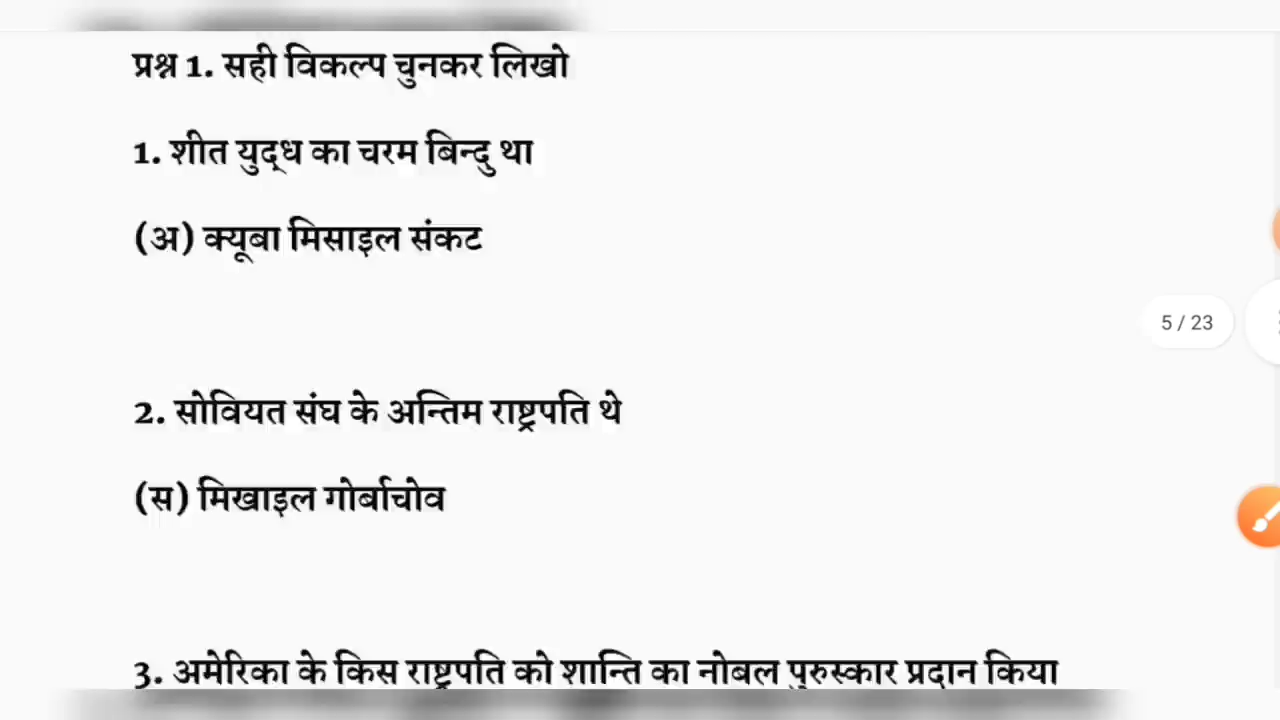 प्रश्न 1. सही विकल्प चुनकर लिखो
1. शीत युद्ध का चरम बिन्दु था
(अ) क्यूबा मिसाइल संकट
5 / 23
2. सोवियत संघ के अन्तिम राष्ट्रपति थे
(स) मिखाइल गोर्बाचोव
3. अमेरिका के किस राष्ट्रपति को शान्ति का नोबल पुरुस्कार प्रदान किया